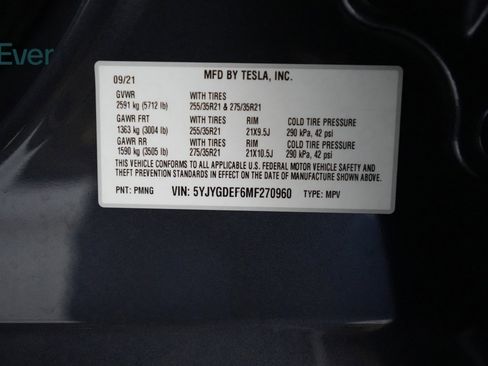 Ever
09/21 MFD BY TESLA, INC.
GVWR WITH TIRES
2591 kg (5712 lb) 255/35R21 & 275/35R21
GAWR FRT WITH TIRES RIM COLD TIRE PRESSURE
1363 kg (3004 lb) 255/35R21 21X9.5J 290 kPa, 42 psi
GAWR RR WITH TIRES RIM COLD TIRE PRESSURE
1590 kg (3505 lb) 275/35R21 21X10.5J 290 kPa, 42 psi
THIS VEHICLE CONFORMS TO ALL APPLICABLE U.S. FEDERAL MOTOR VEHICLE SAFETY AND
THEFT PREVENTION STANDARDS IN EFFECT ON THE DATE OF MANUFACTURE SHOWN ABOVE.
PNT: PMNG VIN: 5YJYGDEF6MF270960 TYPE: MPV